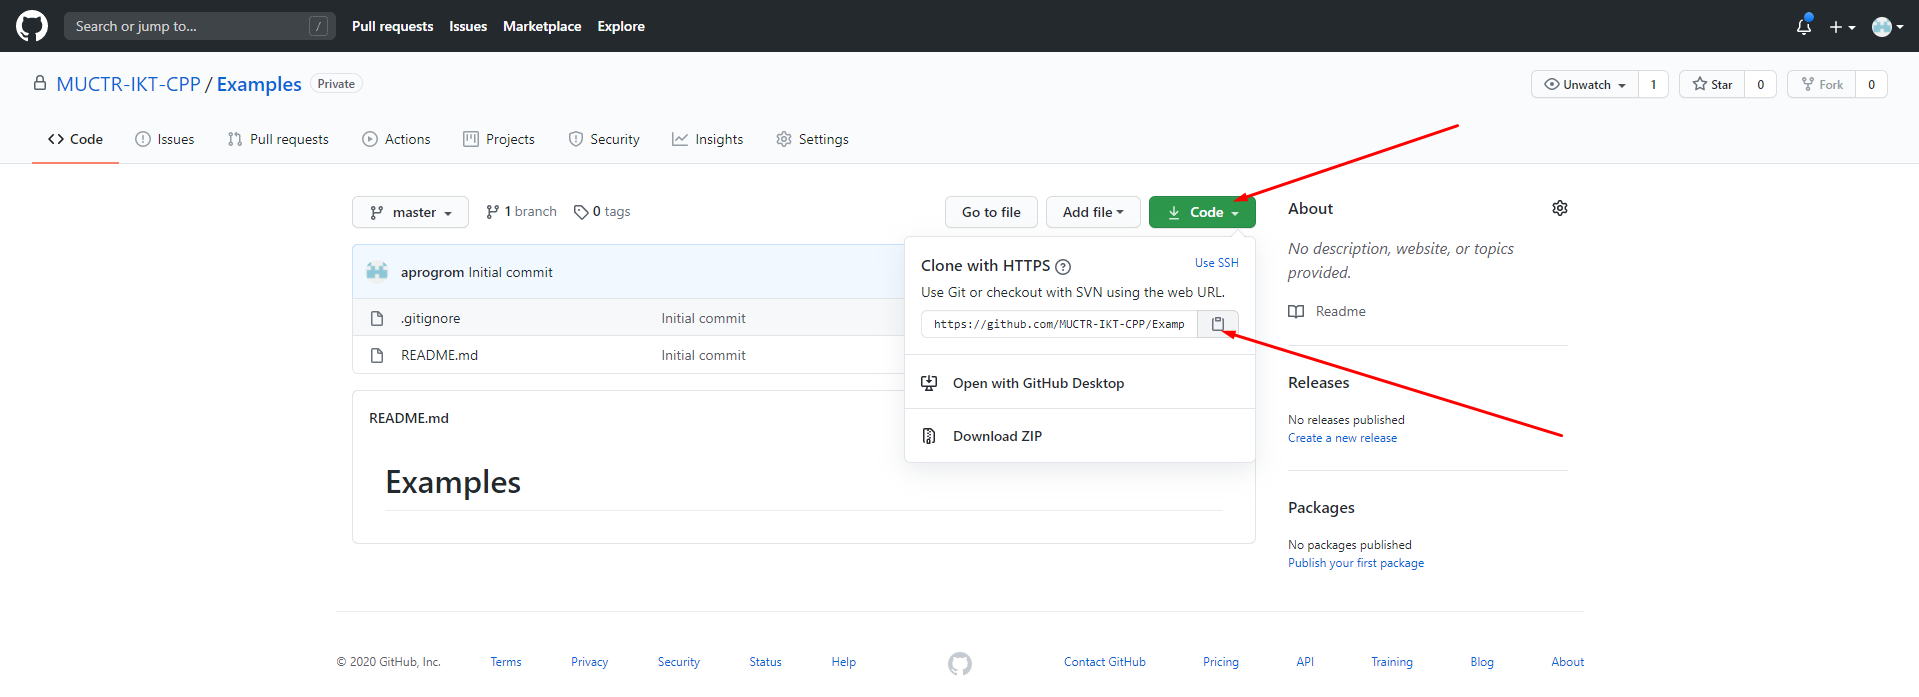 Search or jump to... /
Pull requests Issues Marketplace Explore
MUCTR-IKT-CPP / Examples Private
Unwatch 1 Star 0 Fork 0
Code Issues Pull requests Actions Projects Security Insights Settings
master 1 branch 0 tags
Go to file Add file Code
aprogrom Initial commit
.gitignore Initial commit
README.md Initial commit
Clone with HTTPS ? Use SSH
Use Git or checkout with SVN using the web URL.
https://github.com/MUCTR-IKT-CPP/Examp
Open with GitHub Desktop
Download ZIP
README.md
Examples
About
No description, website, or topics
provided.
Readme
Releases
No releases published
Create a new release
Packages
No packages published
Publish your first package
© 2020 GitHub, Inc. Terms Privacy Security Status Help Contact GitHub Pricing API Training Blog About